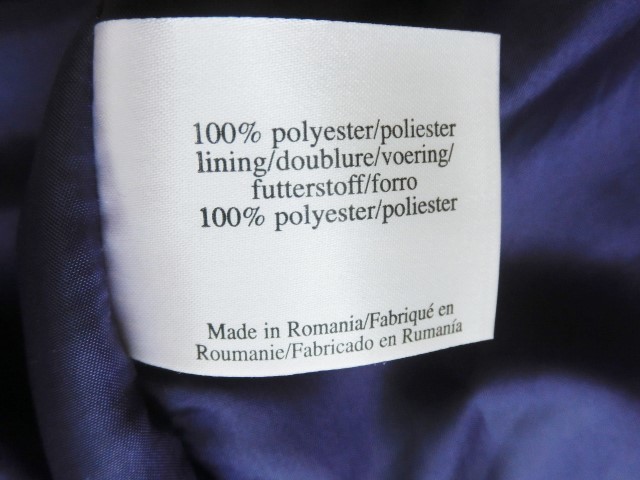 100% polyester/poliester
lining/doublure/voering/
futterstoff/forro
100% polyester/poliester
Made in Romania/Fabriqué en
Roumanie/Fabricado en Rumanía